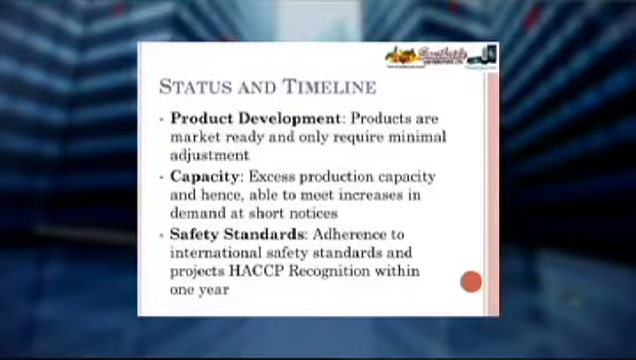 STATUS AND TIMELINE
Product Development: Products are
market ready and only require minimal
adjustment
Capacity: Excess production capacity
and hence, able to meet increases in
demand at short notices
Safety Standards: Adherence to
international safety standards and
projects HACCP Recognition within
one year